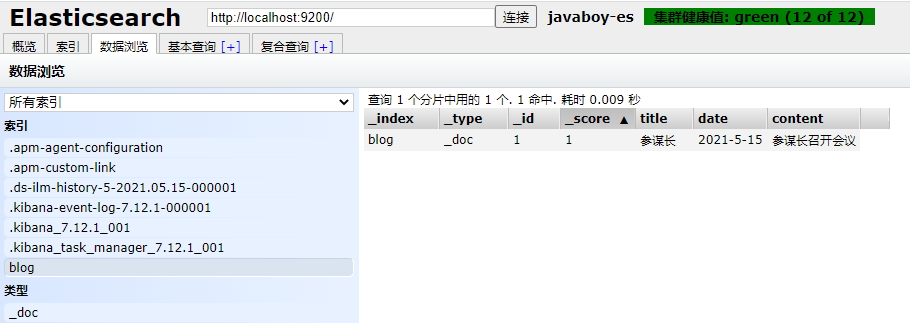 Elasticsearch http://localhost:9200/ 连接 javaboy-es 集群健康值: green (12 of 12)
概览 索引 数据浏览 基本查询 [+] 复合查询 [+]
数据浏览
所有索引
索引
.apm-agent-configuration
.apm-custom-link
.ds-ilm-history-5-2021.05.15-000001
.kibana-event-log-7.12.1-000001
.kibana_7.12.1_001
.kibana_task_manager_7.12.1_001
blog
类型
_doc
查询 1 个分片中用的 1 个. 1 命中. 耗时 0.009 秒
_index _type _id _score ▲ title date content
blog _doc 1 1 参谋长 2021-5-15 参谋长召开会议